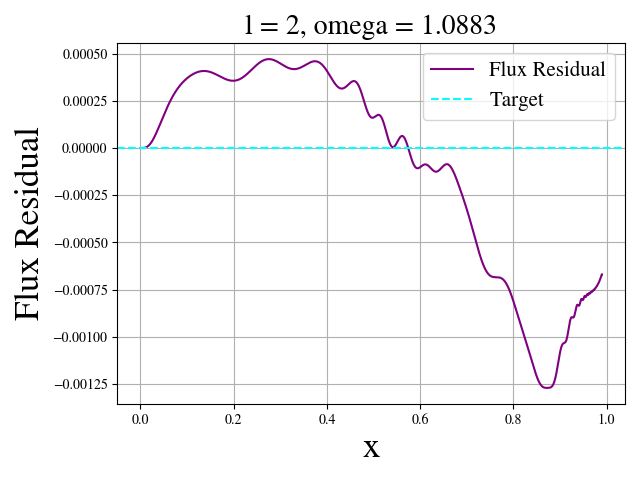 l = 2, omega = 1.0883
Flux Residual
0.00050
0.00025
0.00000
−0.00025
−0.00050
−0.00075
−0.00100
−0.00125
Flux Residual
Target
0.0 0.2 0.4 0.6 0.8 1.0
x